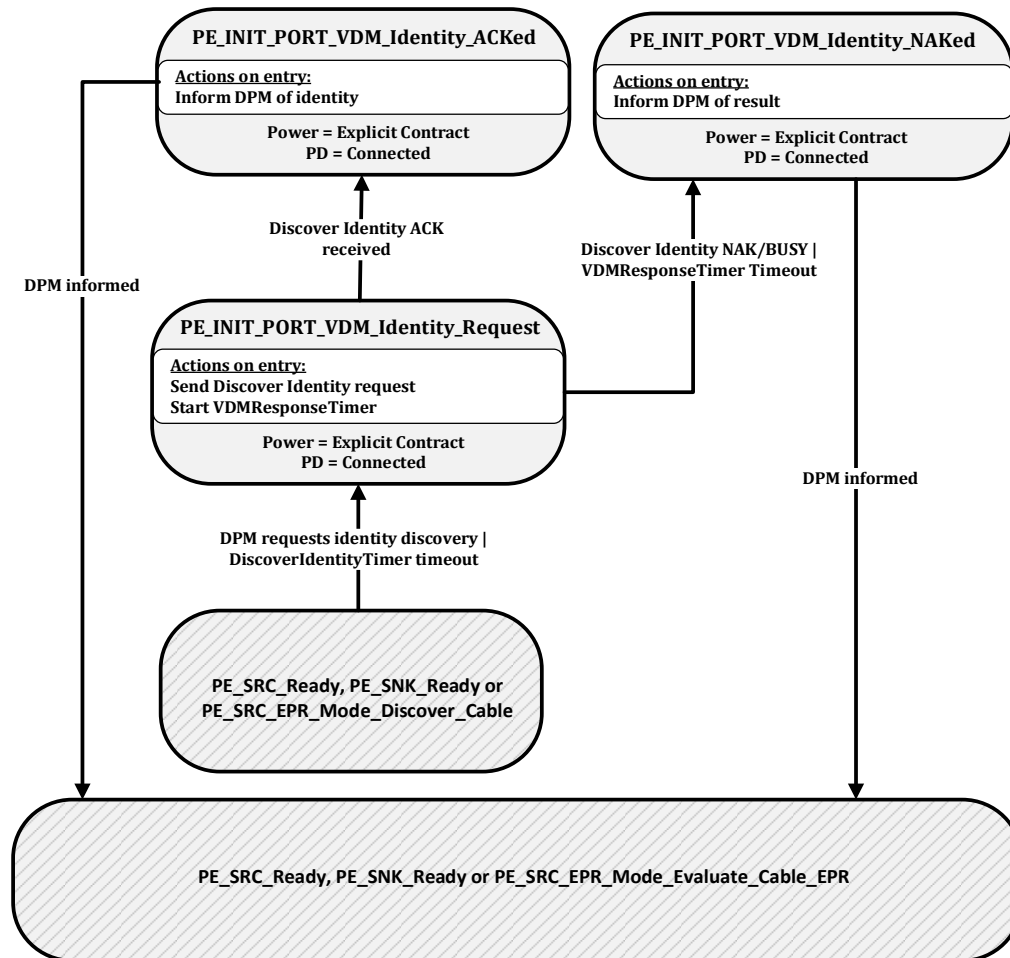 PE_INIT_PORT_VDM_Identity_ACKed
Actions on entry:
Inform DPM of identity
Power = Explicit Contract
PD = Connected
PE_INIT_PORT_VDM_Identity_NAKed
Actions on entry:
Inform DPM of result
Power = Explicit Contract
PD = Connected
Discover Identity ACK
received
Discover Identity NAK/BUSY |
VDMResponseTimer Timeout
DPM informed
PE_INIT_PORT_VDM_Identity_Request
Actions on entry:
Send Discover Identity request
Start VDMResponseTimer
Power = Explicit Contract
PD = Connected
DPM informed
DPM requests identity discovery |
DiscoverIdentityTimer timeout
PE_SRC_Ready, PE_SNK_Ready or
PE_SRC_EPR_Mode_Discover_Cable
PE_SRC_Ready, PE_SNK_Ready or PE_SRC_EPR_Mode_Evaluate_Cable_EPR